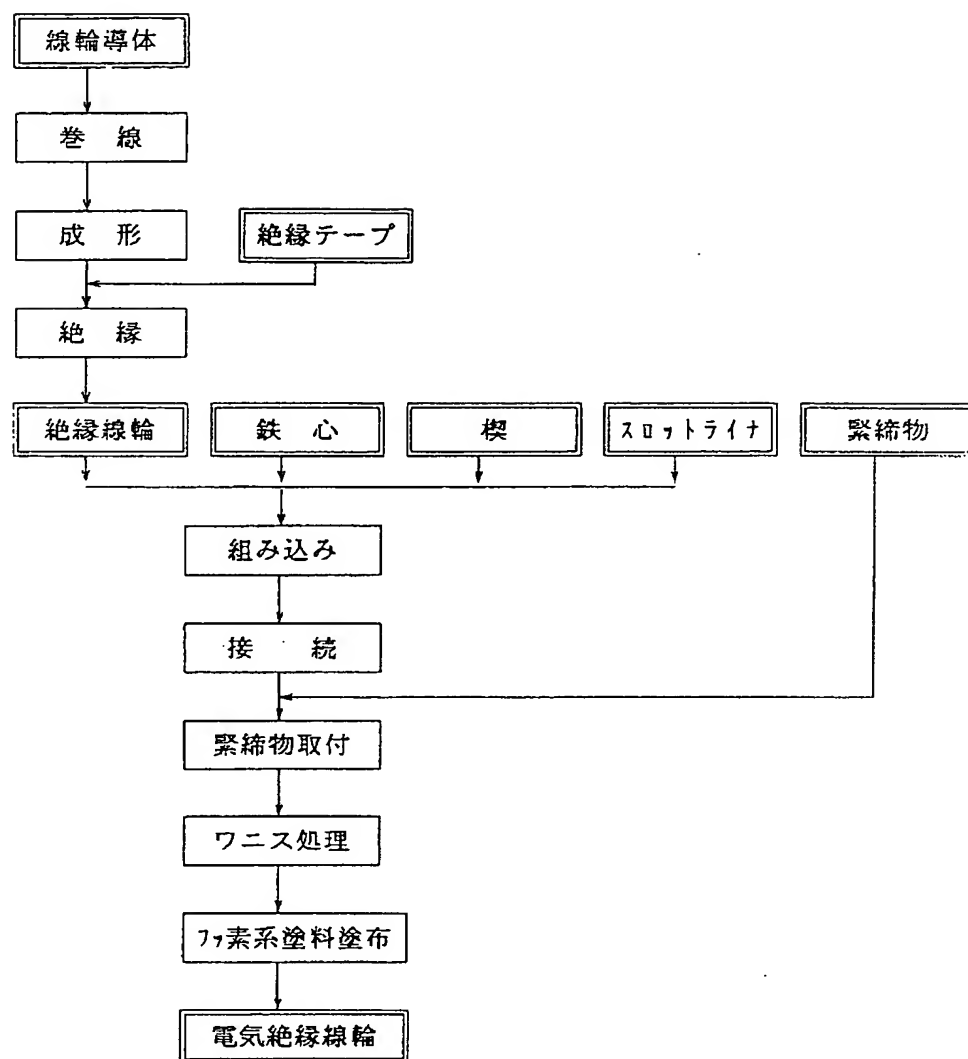 線輪導体
巻 線
成 形
絶縁テープ
絶 縁
絶縁線輪
鉄 心
楔
スロットライナ
緊締物
組み込み
接 続
緊締物取付
ワニス処理
フッ素系塗料塗布
電気絶縁線輪